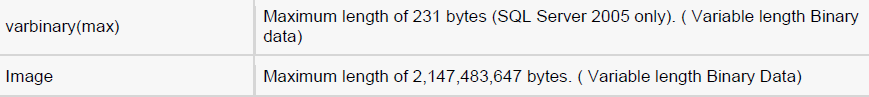 varbinary(max)
Maximum length of 231 bytes (SQL Server 2005 only). ( Variable length Binary
data)
Image
Maximum length of 2,147,483,647 bytes. ( Variable length Binary Data)